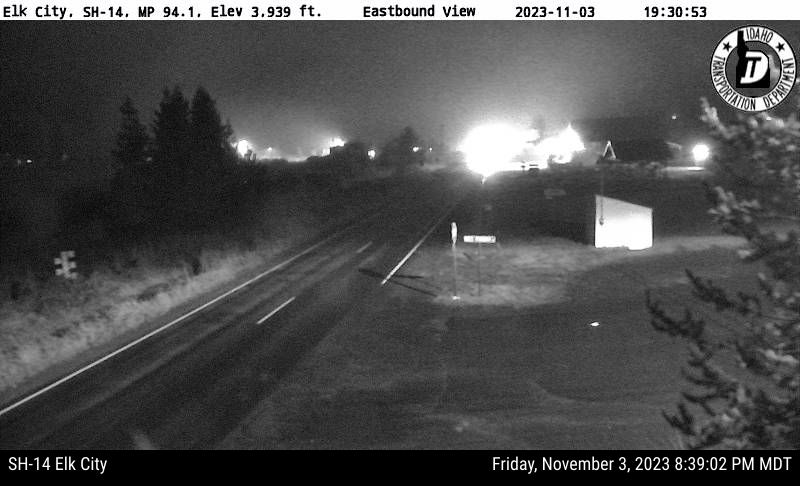 Elk City, SH-14, MP 94.1, Elev 3,939 ft. Eastbound View 2023-11-03 19:30:53
IDAHO
TRANSPORTATION DEPARTMENT
SH-14 Elk City Friday, November 3, 2023 8:39:02 PM MDT